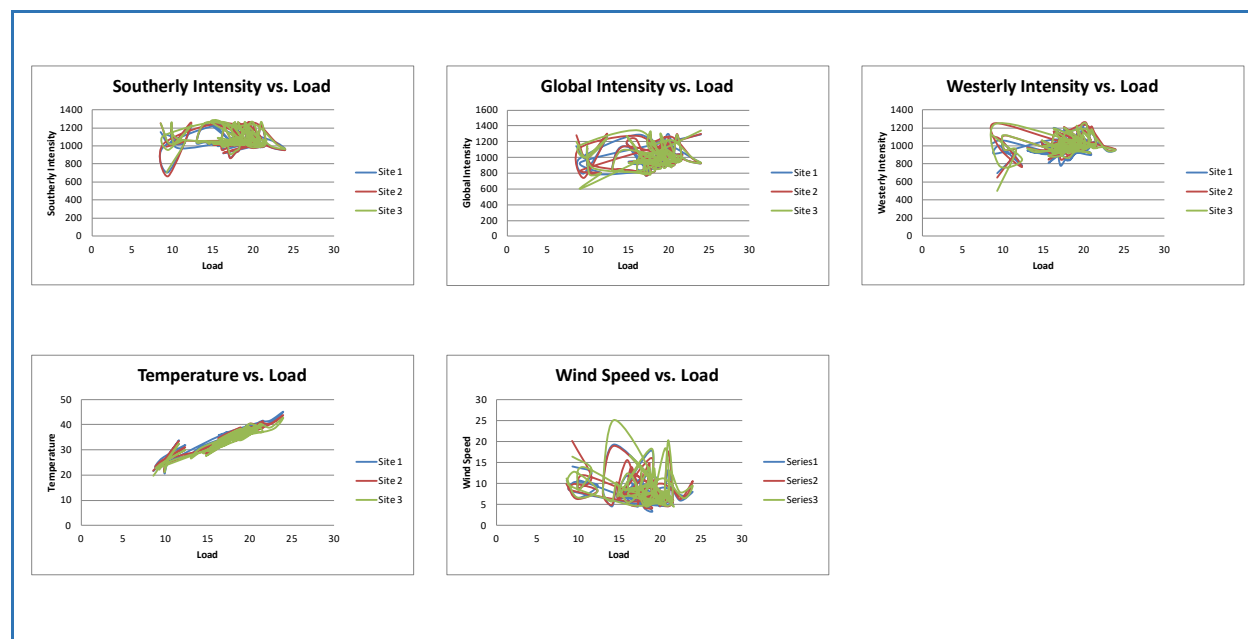 Southerly Intensity vs. Load
1400
1200
1000
800
600
400
200
0
Southerly Intensity
0 5 10 15 20 25 30
Load
Site 1
Site 2
Site 3
Global Intensity vs. Load
1600
1400
1200
1000
800
600
400
200
0
Global Intensity
0 5 10 15 20 25 30
Load
Site 1
Site 2
Site 3
Westerly Intensity vs. Load
1400
1200
1000
800
600
400
200
0
Westerly Intensity
0 5 10 15 20 25 30
Load
Site 1
Site 2
Site 3
Temperature vs. Load
50
40
30
20
10
0
Temperature
0 5 10 15 20 25 30
Load
Site 1
Site 2
Site 3
Wind Speed vs. Load
30
25
20
15
10
5
0
Wind Speed
0 5 10 15 20 25 30
Load
Series1
Series2
Series3